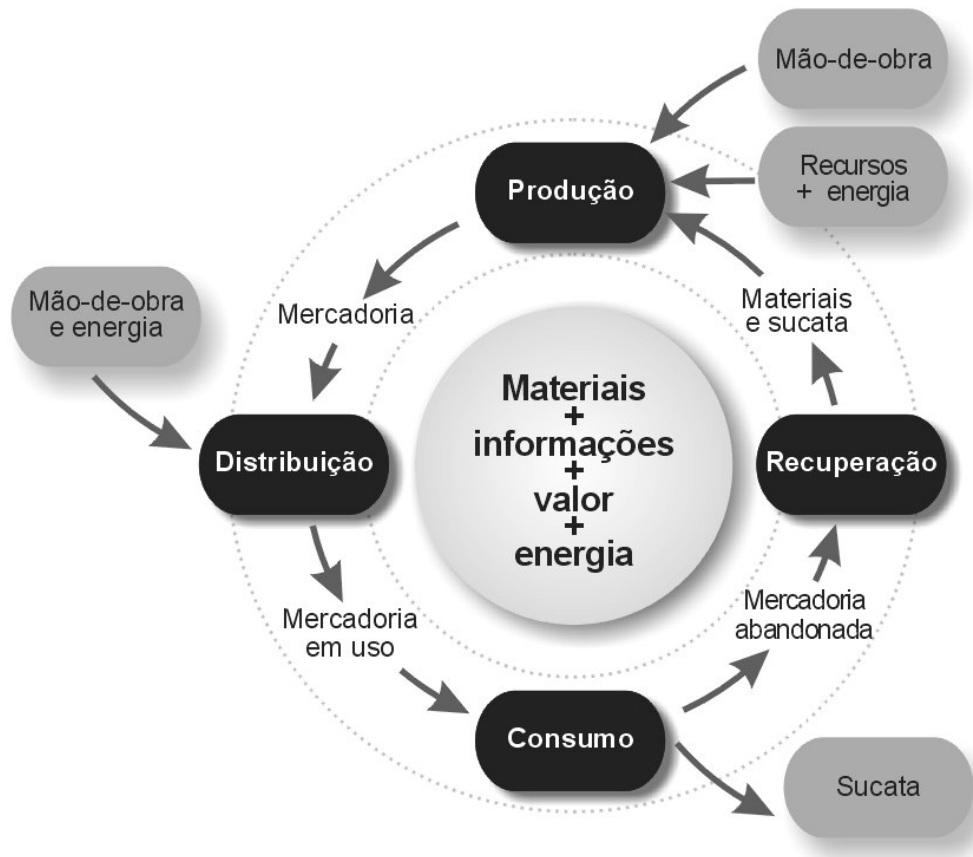 Mão-de-obra
Recursos
+ energia
Produção
Mão-de-obra
e energia
Mercadoria
Materiais
e sucata
Materiais
+
informações
+
valor
+
energia
Distribuição
Recuperação
Mercadoria
em uso
Mercadoria
abandonada
Consumo
Sucata